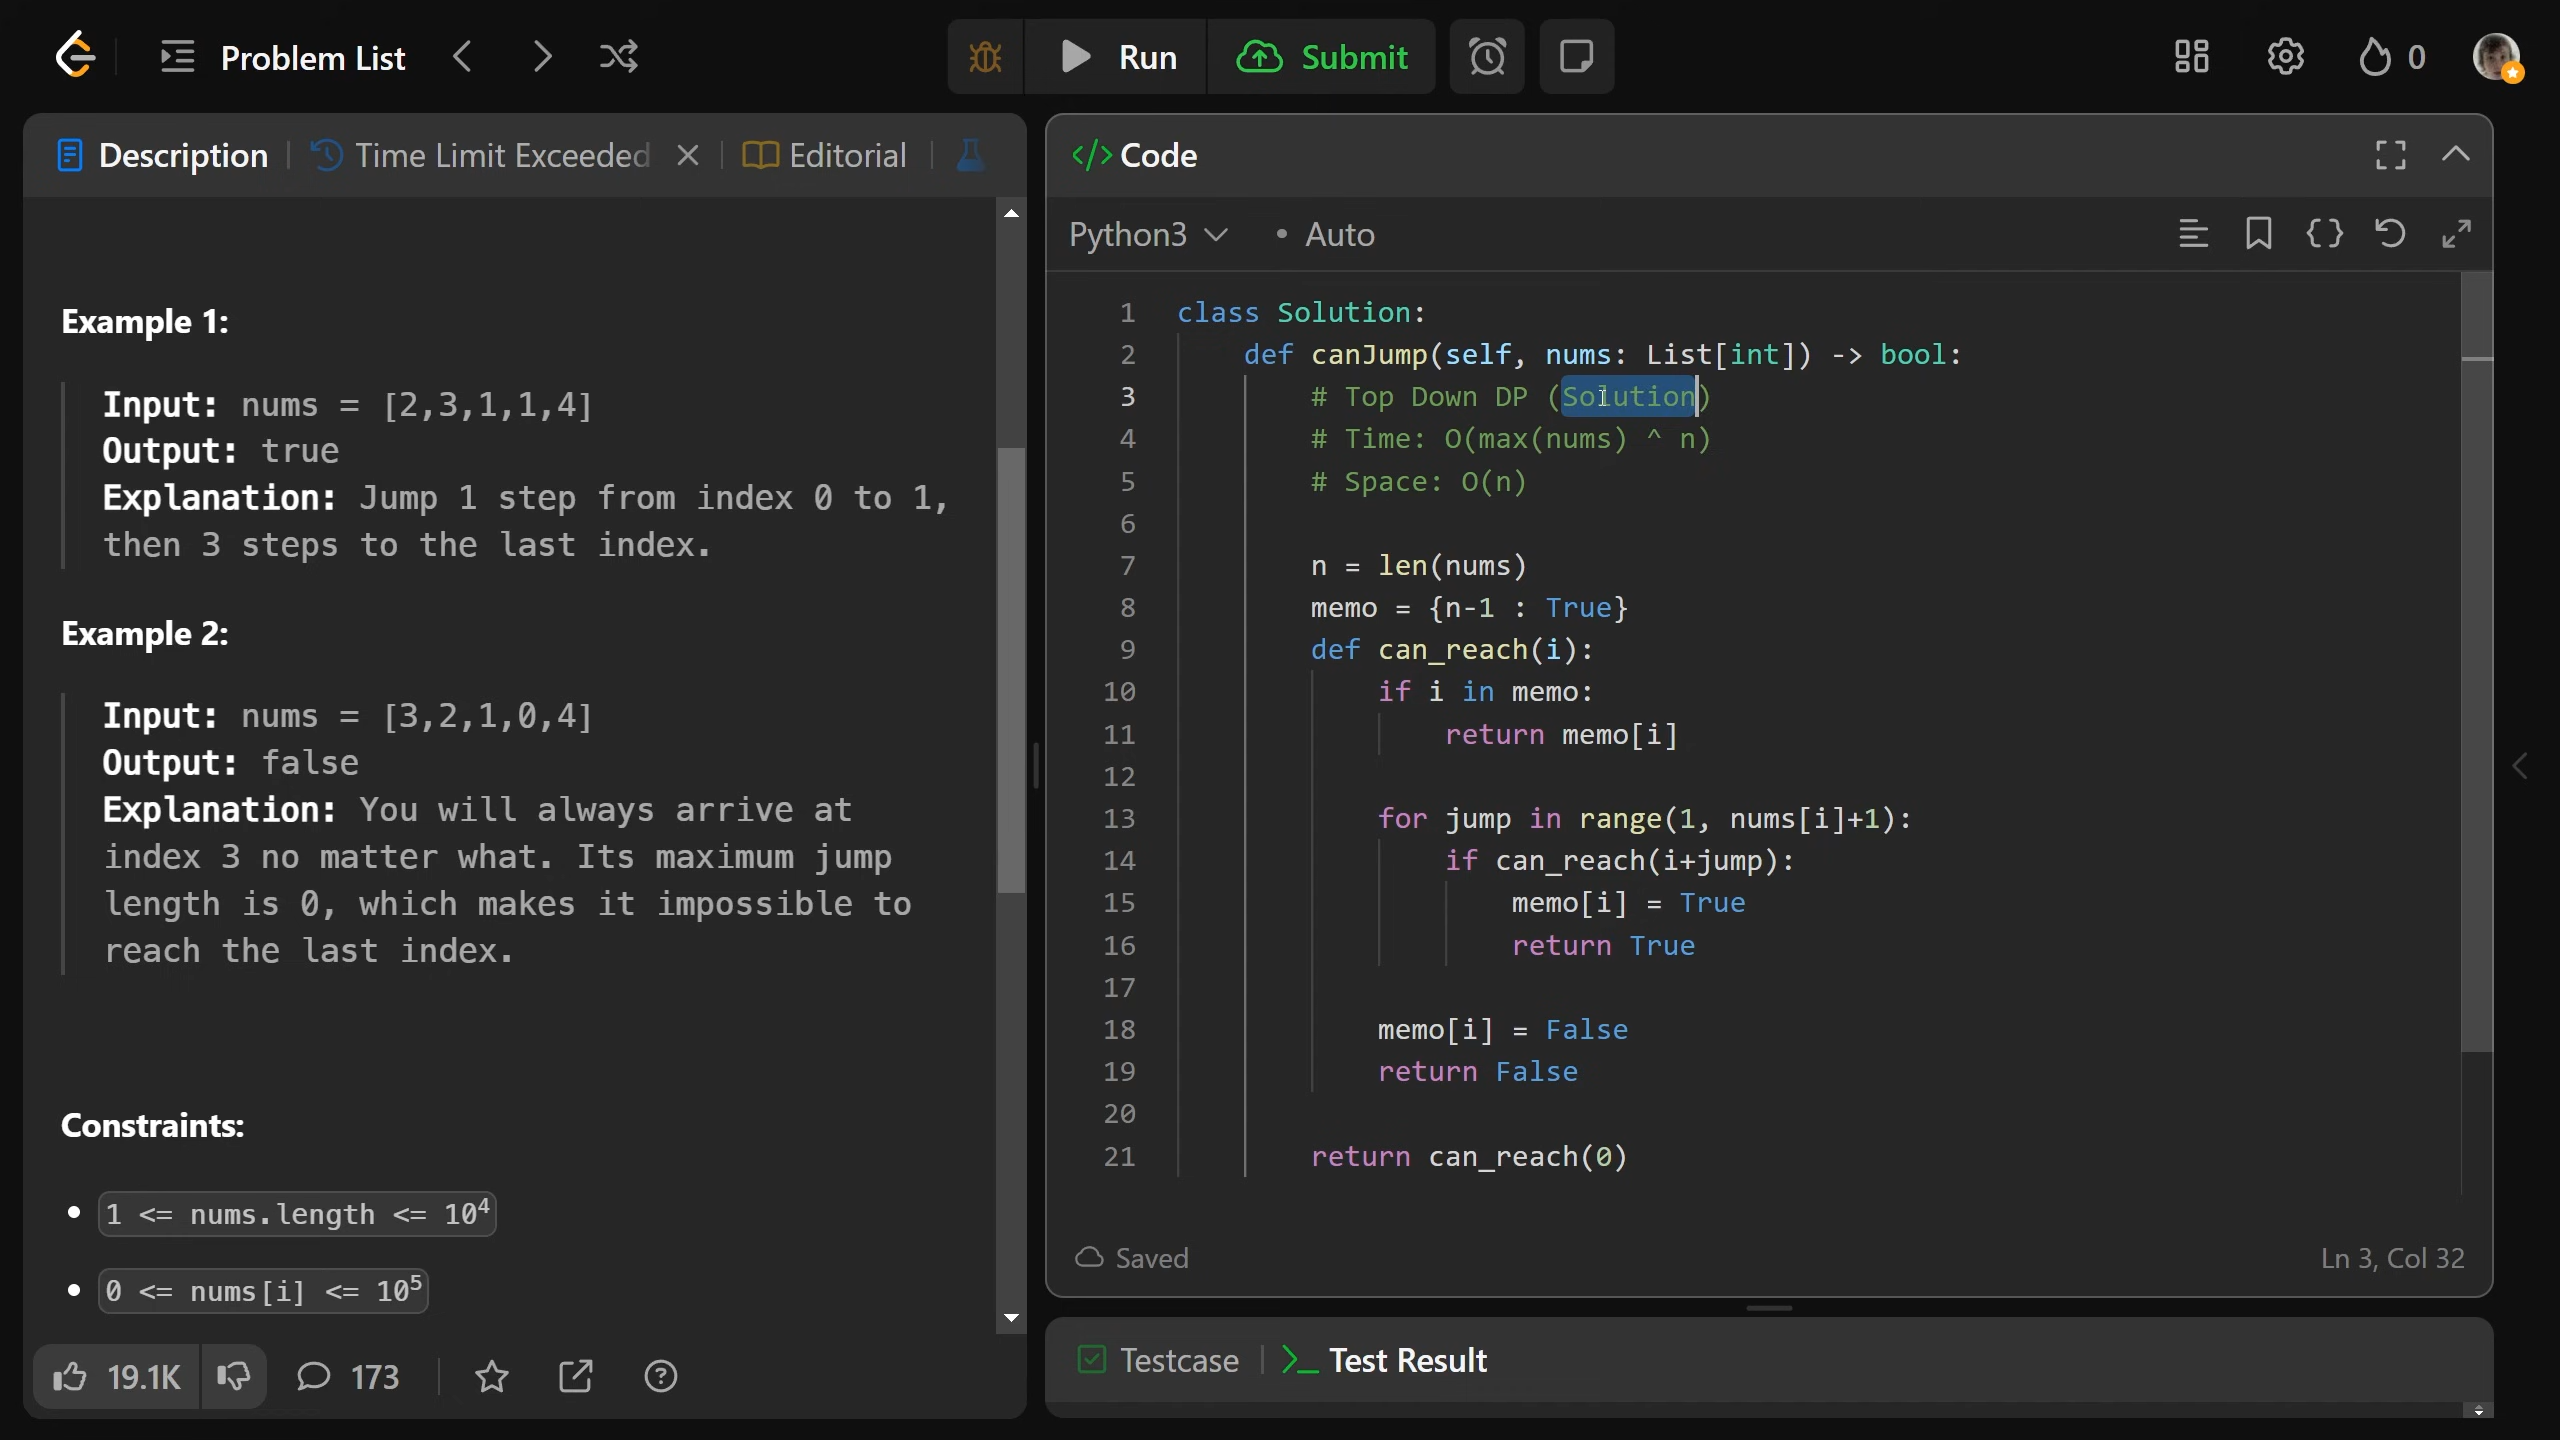 Problem List
Run
Submit
0
Description
Time Limit Exceeded
Editorial
Example 1:
Input: nums = [2,3,1,1,4]
Output: true
Explanation: Jump 1 step from index 0 to 1,
then 3 steps to the last index.
Example 2:
Input: nums = [3,2,1,0,4]
Output: false
Explanation: You will always arrive at
index 3 no matter what. Its maximum jump
length is 0, which makes it impossible to
reach the last index.
Constraints:
1 <= nums.length <= 10⁴
0 <= nums[i] <= 10⁵
19.1K
173
</> Code
Python3
• Auto
1 class Solution:
2 def canJump(self, nums: List[int]) -> bool:
3 # Top Down DP (Solution)
4 # Time: O(max(nums) ^ n)
5 # Space: O(n)
6
7 n = len(nums)
8 memo = {n-1 : True}
9 def can_reach(i):
10 if i in memo:
11 return memo[i]
12
13 for jump in range(1, nums[i]+1):
14 if can_reach(i+jump):
15 memo[i] = True
16 return True
17
18 memo[i] = False
19 return False
20
21 return can_reach(0)
Saved
Ln 3, Col 32
Testcase
Test Result